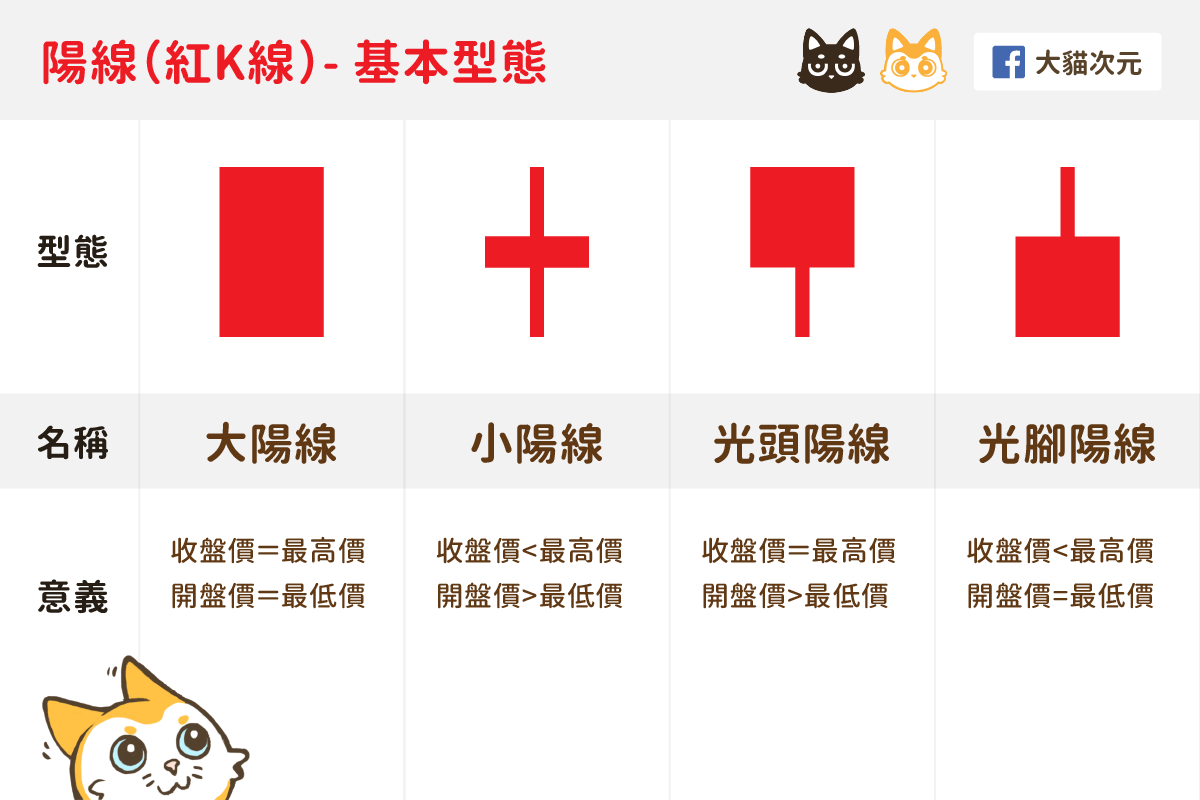 陽線(紅K線)- 基本型態
大貓次元
型態
名稱 大陽線 小陽線 光頭陽線 光腳陽線
意義
收盤價＝最高價 收盤價<最高價 收盤價＝最高價 收盤價<最高價
開盤價＝最低價 開盤價>最低價 開盤價>最低價 開盤價=最低價